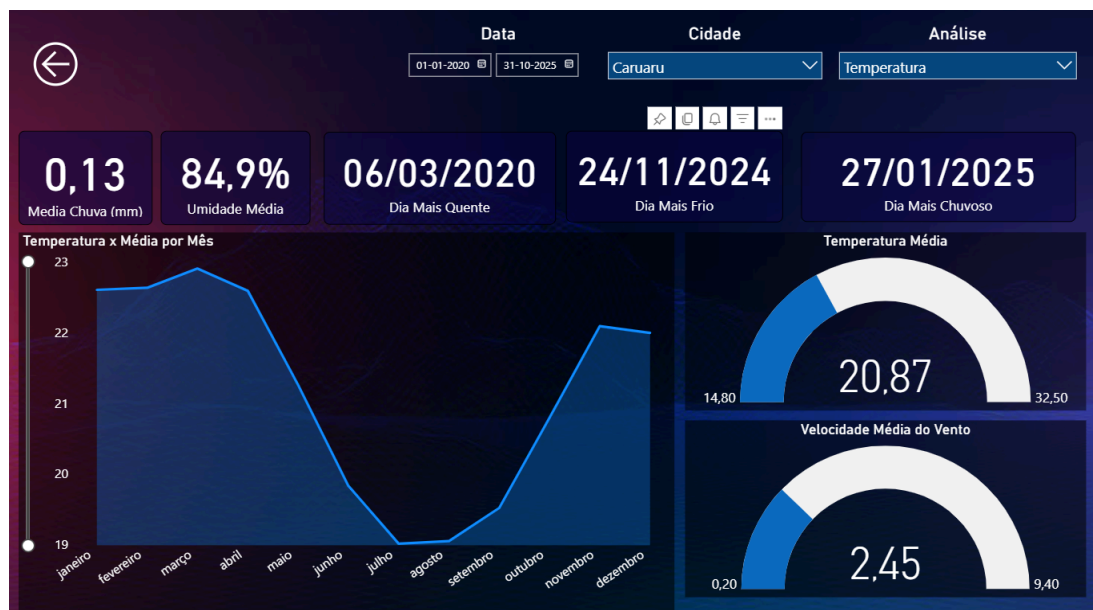 Data
Cidade
Análise
01-01-2020
31-10-2025
Caruaru
Temperatura
0,13
Media Chuva (mm)
84,9%
Umidade Média
06/03/2020
Dia Mais Quente
24/11/2024
Dia Mais Frio
27/01/2025
Dia Mais Chuvoso
Temperatura x Média por Mês
23
22
21
20
19
janeiro
fevereiro
março
abril
maio
junho
julho
agosto
setembro
outubro
novembro
dezembro
Temperatura Média
20,87
14,80
32,50
Velocidade Média do Vento
2,45
0,20
9,40